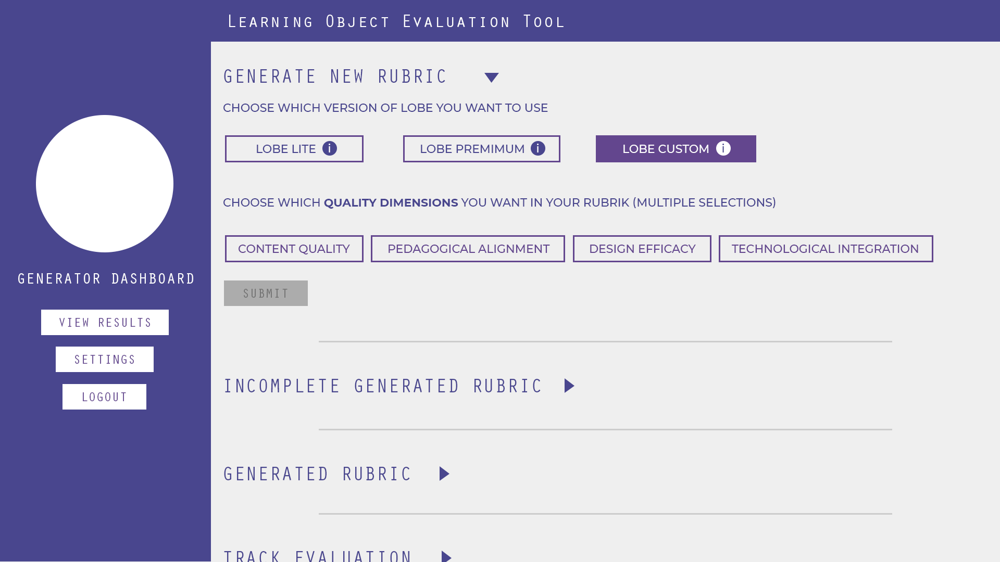 Learning Object Evaluation Tool
GENERATE NEW RUBRIC
CHOOSE WHICH VERSION OF LOBE YOU WANT TO USE
LOBE LITE i
LOBE PREMIMUM i
LOBE CUSTOM i
CHOOSE WHICH QUALITY DIMENSIONS YOU WANT IN YOUR RUBRIK (MULTIPLE SELECTIONS)
CONTENT QUALITY
PEDAGOGICAL ALIGNMENT
DESIGN EFFICACY
TECHNOLOGICAL INTEGRATION
SUBMIT
GENERATOR DASHBOARD
VIEW RESULTS
SETTINGS
LOGOUT
INCOMPLETE GENERATED RUBRIC
GENERATED RUBRIC
TRACK EVALUATION